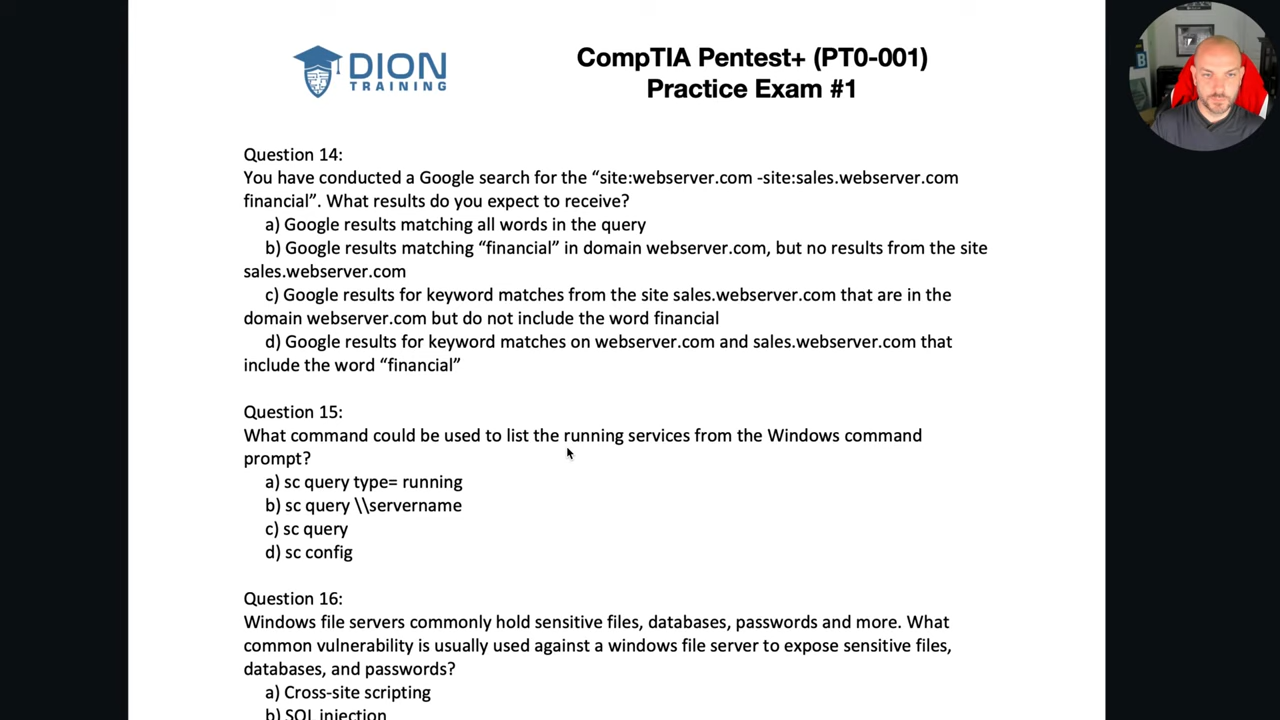 DION
TRAINING
CompTIA Pentest+ (PT0-001)
Practice Exam #1
Question 14:
You have conducted a Google search for the “site:webserver.com -site:sales.webserver.com
financial”. What results do you expect to receive?
a) Google results matching all words in the query
b) Google results matching “financial” in domain webserver.com, but no results from the site
sales.webserver.com
c) Google results for keyword matches from the site sales.webserver.com that are in the
domain webserver.com but do not include the word financial
d) Google results for keyword matches on webserver.com and sales.webserver.com that
include the word “financial”
Question 15:
What command could be used to list the running services from the Windows command
prompt?
a) sc query type= running
b) sc query \\servername
c) sc query
d) sc config
Question 16:
Windows file servers commonly hold sensitive files, databases, passwords and more. What
common vulnerability is usually used against a windows file server to expose sensitive files,
databases, and passwords?
a) Cross-site scripting
b) SQL injection